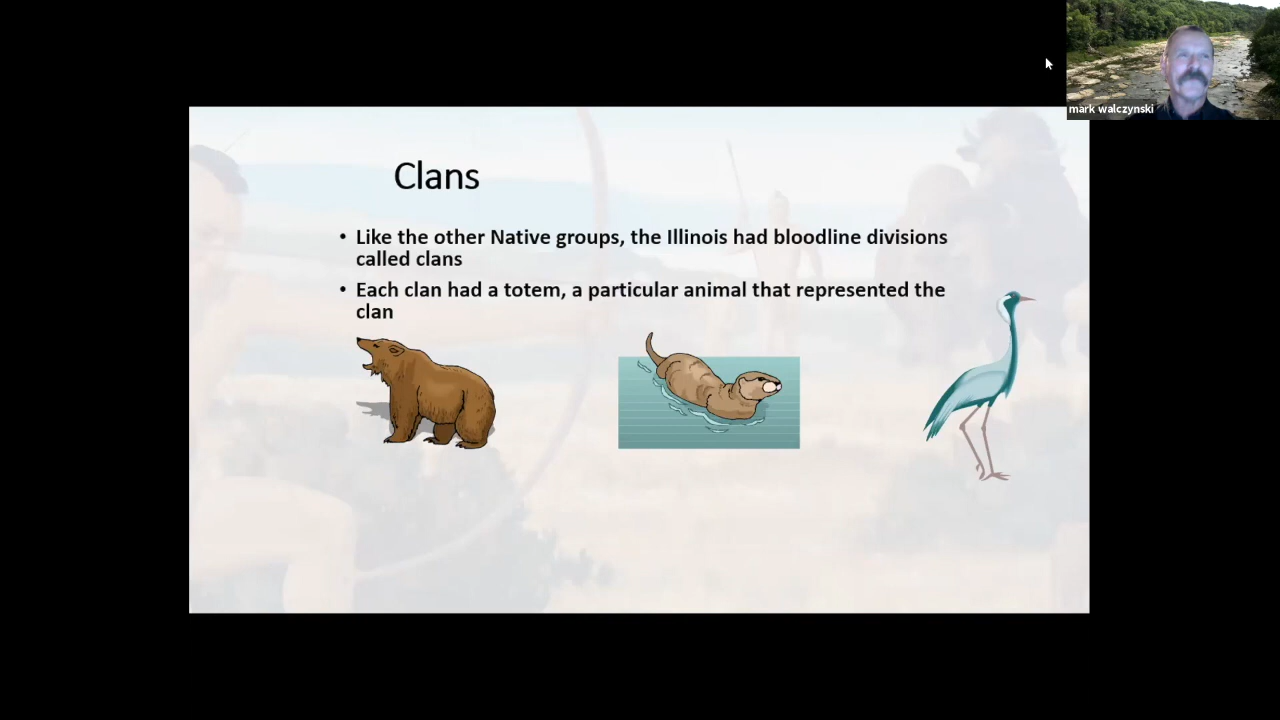 mark walczynski
Clans
• Like the other Native groups, the Illinois had bloodline divisions
called clans
• Each clan had a totem, a particular animal that represented the
clan